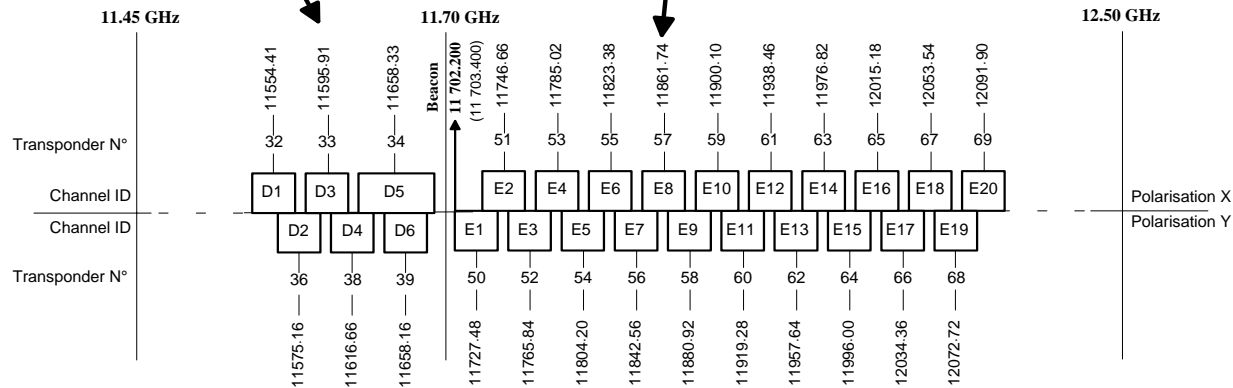 11.45 GHz 11.70 GHz 12.50 GHz
11554.41 11595.91 11658.33 Beacon 11 702.200 (11 703.400) 11746.66 11785.02 11823.38 11861.74 11900.10 11938.46 11976.82 12015.18 12053.54 12091.90
Transponder N° 32 33 34 51 53 55 57 59 61 63 65 67 69
Channel ID D1 D3 D5 E2 E4 E6 E8 E10 E12 E14 E16 E18 E20 Polarisation X
Channel ID D2 D4 D6 E1 E3 E5 E7 E9 E11 E13 E15 E17 E19 Polarisation Y
Transponder N° 36 38 39 50 52 54 56 58 60 62 64 66 68
11575.16 11616.66 11658.16 11727.48 11765.84 11804.20 11842.56 11880.92 11919.28 11957.64 11996.00 12034.36 12072.72